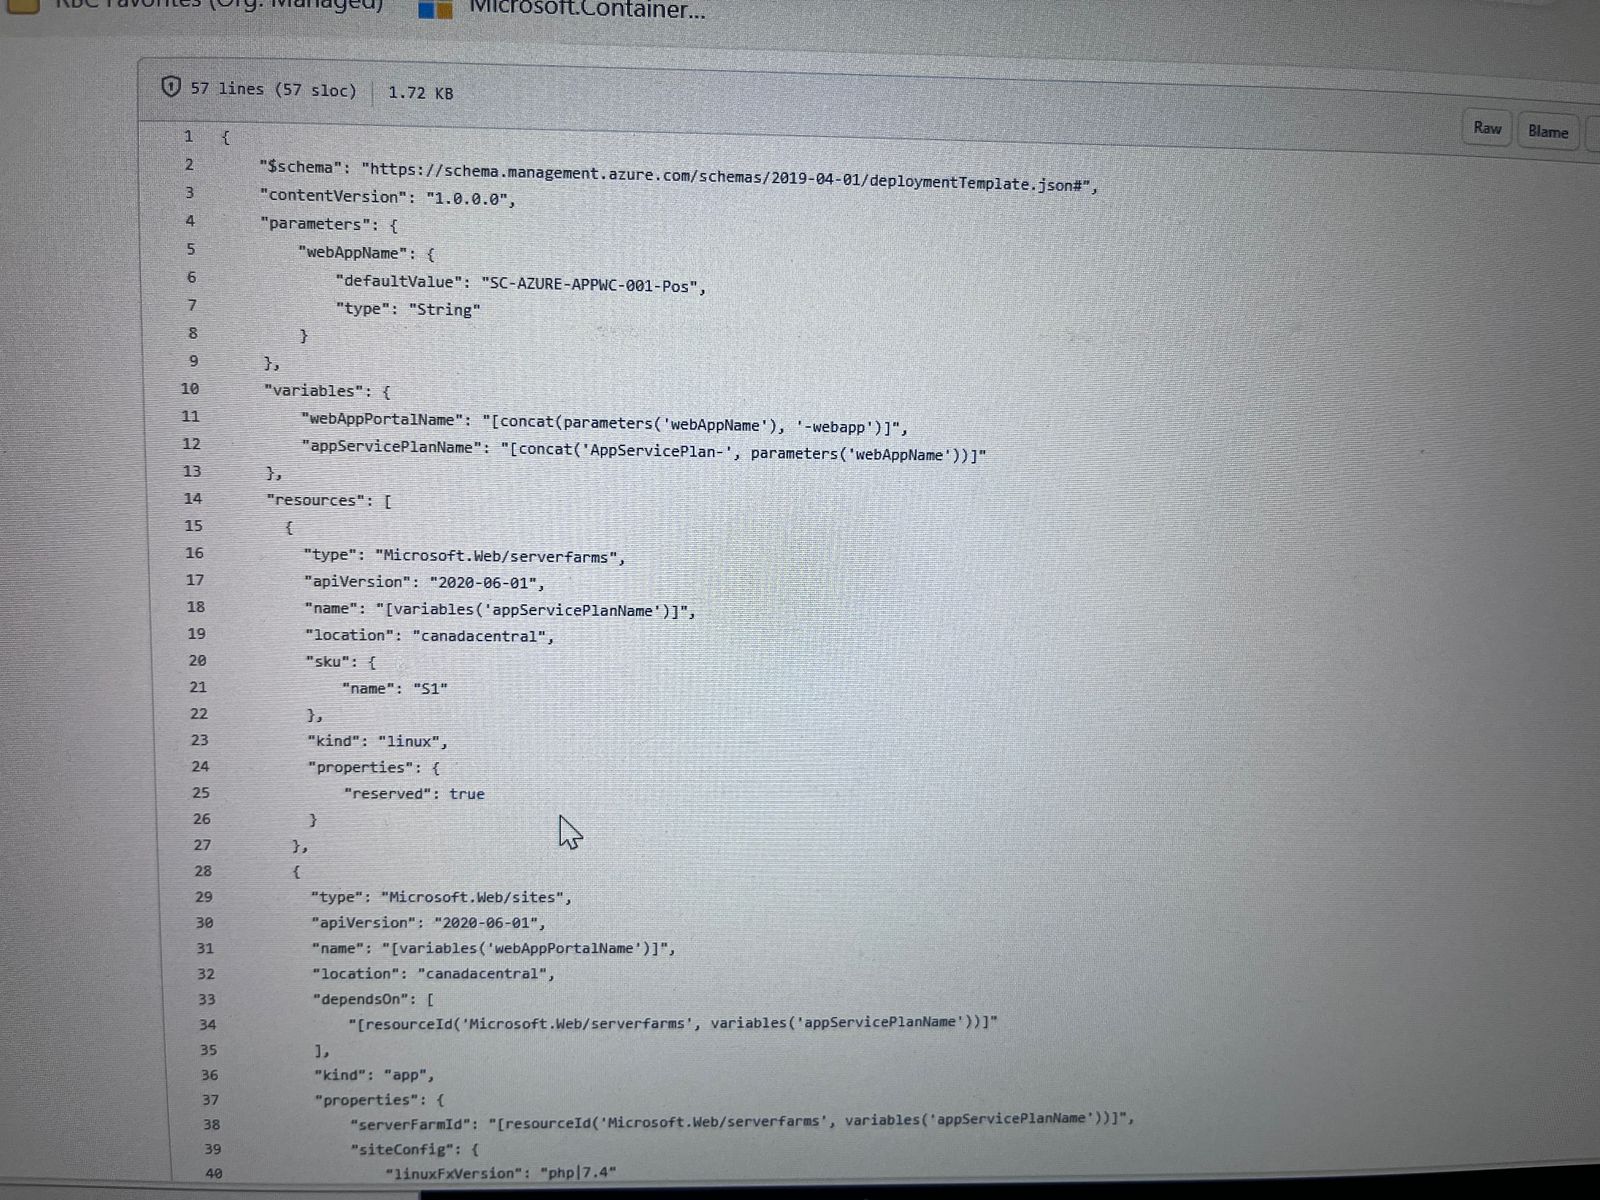 RBC Favorites (Org. Managed) Microsoft.Container...
57 lines (57 sloc) 1.72 KB
Raw Blame
1 {
2 "$schema": "https://schema.management.azure.com/schemas/2019-04-01/deploymentTemplate.json#",
3 "contentVersion": "1.0.0.0",
4 "parameters": {
5 "webAppName": {
6 "defaultValue": "SC-AZURE-APPWC-001-Pos",
7 "type": "String"
8 }
9 },
10 "variables": {
11 "webAppPortalName": "[concat(parameters('webAppName'), '-webapp')]",
12 "appServicePlanName": "[concat('AppServicePlan-', parameters('webAppName'))]"
13 },
14 "resources": [
15 {
16 "type": "Microsoft.Web/serverfarms",
17 "apiVersion": "2020-06-01",
18 "name": "[variables('appServicePlanName')]",
19 "location": "canadacentral",
20 "sku": {
21 "name": "S1"
22 },
23 "kind": "linux",
24 "properties": {
25 "reserved": true
26 }
27 },
28 {
29 "type": "Microsoft.Web/sites",
30 "apiVersion": "2020-06-01",
31 "name": "[variables('webAppPortalName')]",
32 "location": "canadacentral",
33 "dependsOn": [
34 "[resourceId('Microsoft.Web/serverfarms', variables('appServicePlanName'))]"
35 ],
36 "kind": "app",
37 "properties": {
38 "serverFarmId": "[resourceId('Microsoft.Web/serverfarms', variables('appServicePlanName'))]",
39 "siteConfig": {
40 "linuxFxVersion": "php|7.4"